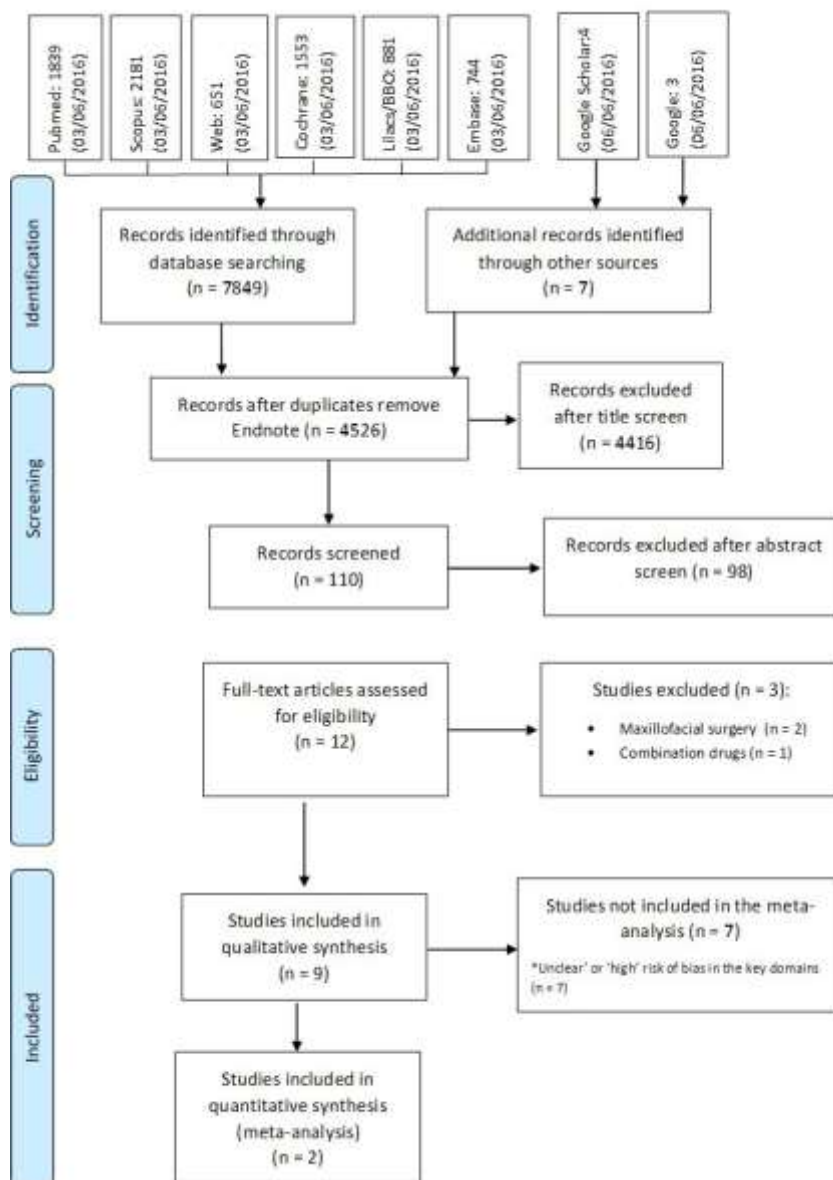 Pubmed: 1839
(03/06/2016)
Scopus: 2181
(03/06/2016)
Web: 651
(03/06/2016)
Cochrane: 1553
(03/06/2016)
Lilacs/BBO: 881
(03/06/2016)
Embase: 744
(03/06/2016)
Google Scholar:4
(06/06/2016)
Google: 3
(06/06/2016)
Identification
Records identified through
database searching
(n = 7849)
Additional records identified
through other sources
(n = 7)
Screening
Records after duplicates remove
Endnote (n = 4526)
Records excluded
after title screen
(n = 4416)
Records screened
(n = 110)
Records excluded after abstract
screen (n = 98)
Eligibility
Full-text articles assessed
for eligibility
(n = 12)
Studies excluded (n = 3):
• Maxillofacial surgery (n = 2)
• Combination drugs (n = 1)
Included
Studies included in
qualitative synthesis
(n = 9)
Studies not included in the meta-
analysis (n = 7)
*Unclear' or 'high' risk of bias in the key domains
(n = 7)
Studies included in
quantitative synthesis
(meta-analysis)
(n = 2)